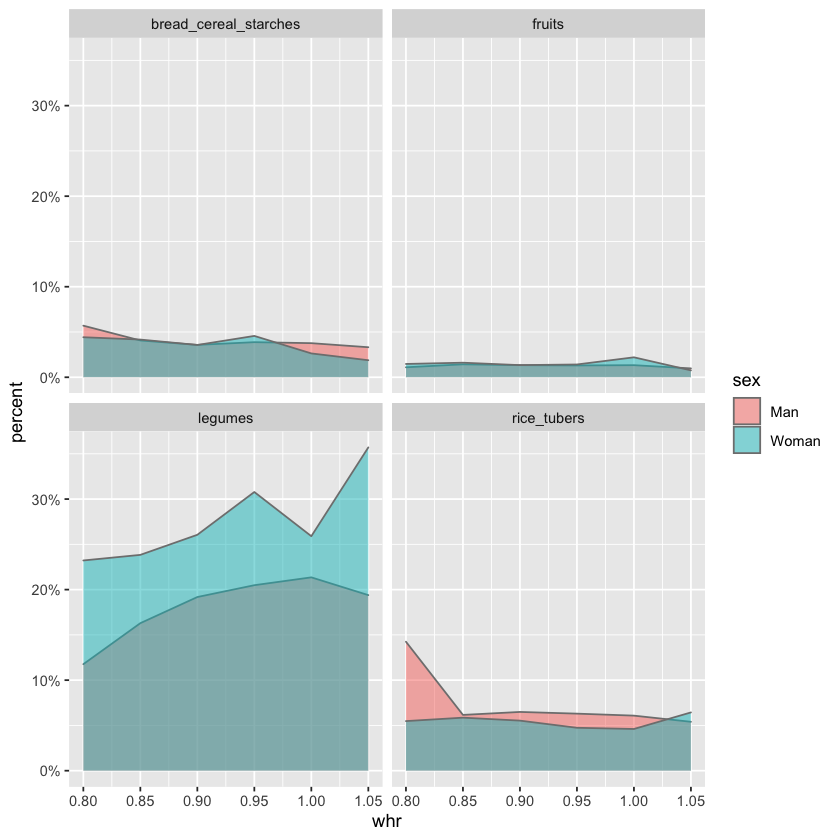 bread_cereal_starches
fruits
30%
20%
10%
0%
legumes
rice_tubers
30%
20%
10%
0%
0.80 0.85 0.90 0.95 1.00 1.05 0.80 0.85 0.90 0.95 1.00 1.05
whr
percent
sex
Man
Woman